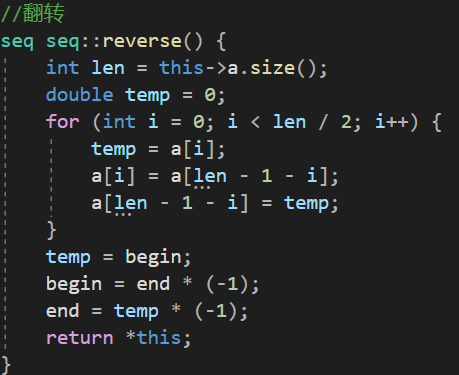 //翻转
seq seq::reverse() {
    int len = this->a.size();
    double temp = 0;
    for (int i = 0; i < len / 2; i++) {
        temp = a[i];
        a[i] = a[len - 1 - i];
        a[len - 1 - i] = temp;
    }
    temp = begin;
    begin = end * (-1);
    end = temp * (-1);
    return *this;
}